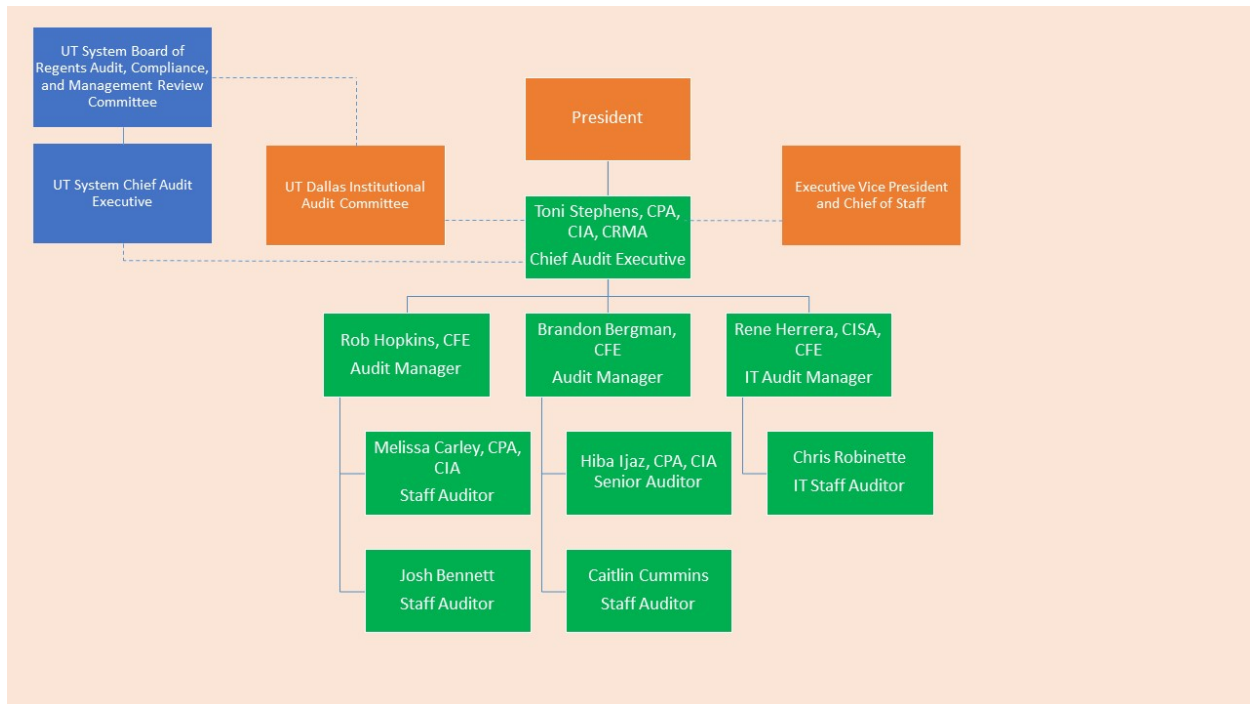 UT System Board of
Regents Audit, Compliance,
and Management Review
Committee
President
UT System Chief Audit
Executive
UT Dallas Institutional
Audit Committee
Executive Vice President
and Chief of Staff
Toni Stephens, CPA,
CIA, CRMA
Chief Audit Executive
Rob Hopkins, CFE
Audit Manager
Brandon Bergman,
CFE
Audit Manager
Rene Herrera, CISA,
CFE
IT Audit Manager
Melissa Carley, CPA,
CIA
Staff Auditor
Hiba Ijaz, CPA, CIA
Senior Auditor
Chris Robinette
IT Staff Auditor
Josh Bennett
Staff Auditor
Caitlin Cummins
Staff Auditor